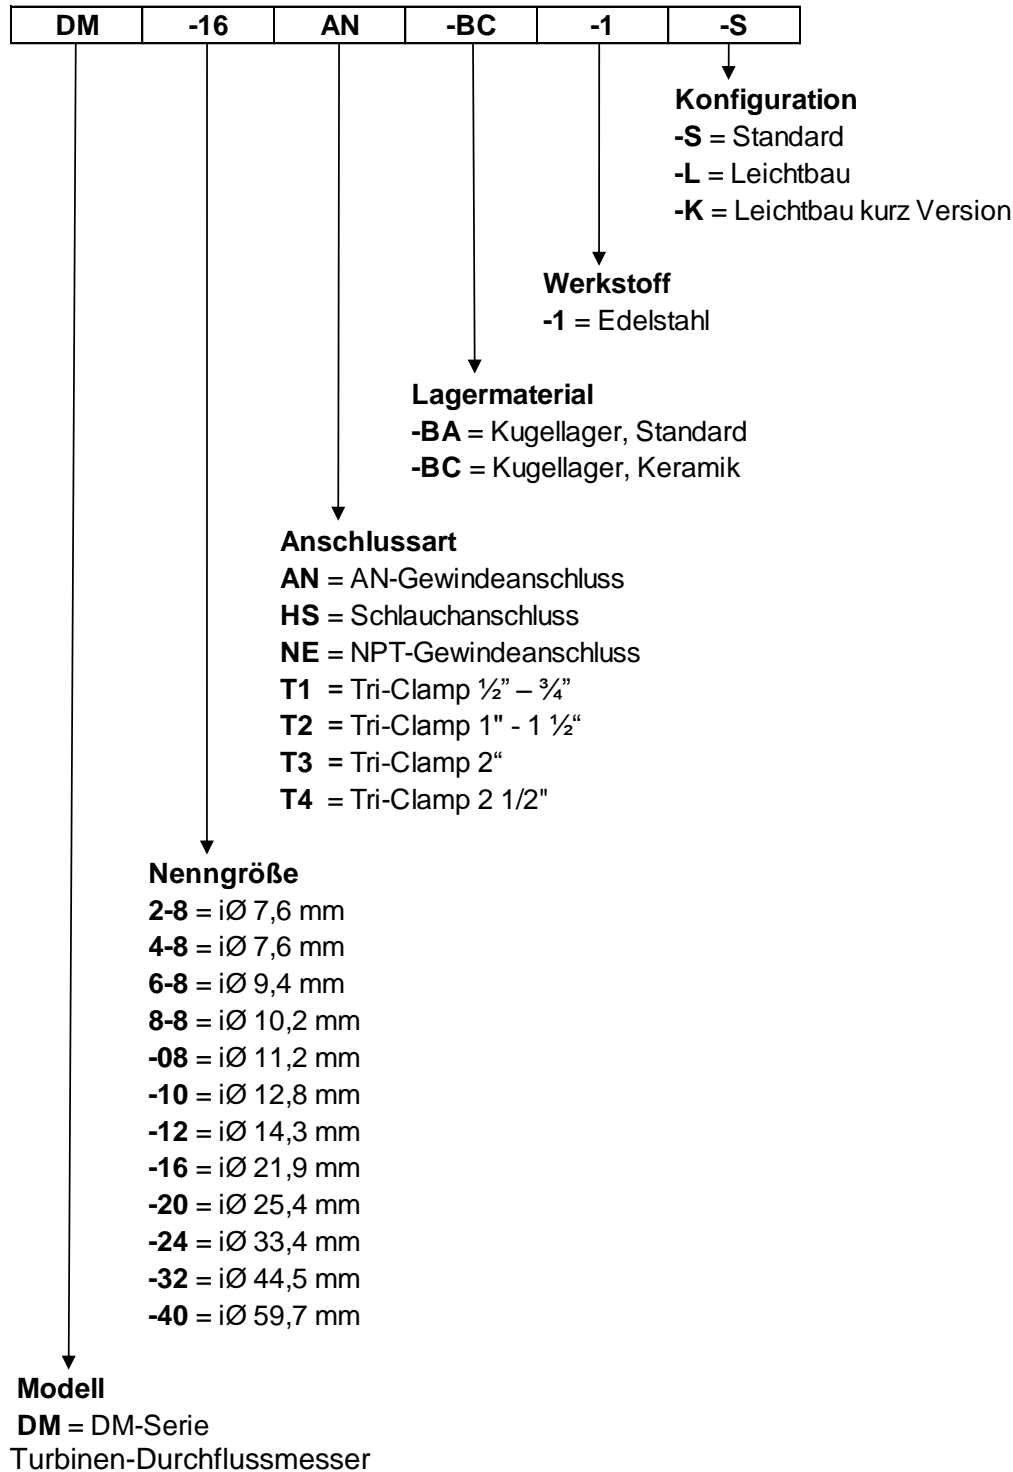 DM -16 AN -BC -1 -S
Konfiguration
-S = Standard
-L = Leichtbau
-K = Leichtbau kurz Version
Werkstoff
-1 = Edelstahl
Lagermaterial
-BA = Kugellager, Standard
-BC = Kugellager, Keramik
Anschlussart
AN = AN-Gewindeanschluss
HS = Schlauchanschluss
NE = NPT-Gewindeanschluss
T1 = Tri-Clamp ½” – ¾”
T2 = Tri-Clamp 1" - 1 ½“
T3 = Tri-Clamp 2“
T4 = Tri-Clamp 2 1/2"
Nenngröße
2-8 = iØ 7,6 mm
4-8 = iØ 7,6 mm
6-8 = iØ 9,4 mm
8-8 = iØ 10,2 mm
-08 = iØ 11,2 mm
-10 = iØ 12,8 mm
-12 = iØ 14,3 mm
-16 = iØ 21,9 mm
-20 = iØ 25,4 mm
-24 = iØ 33,4 mm
-32 = iØ 44,5 mm
-40 = iØ 59,7 mm
Modell
DM = DM-Serie
Turbinen-Durchflussmesser